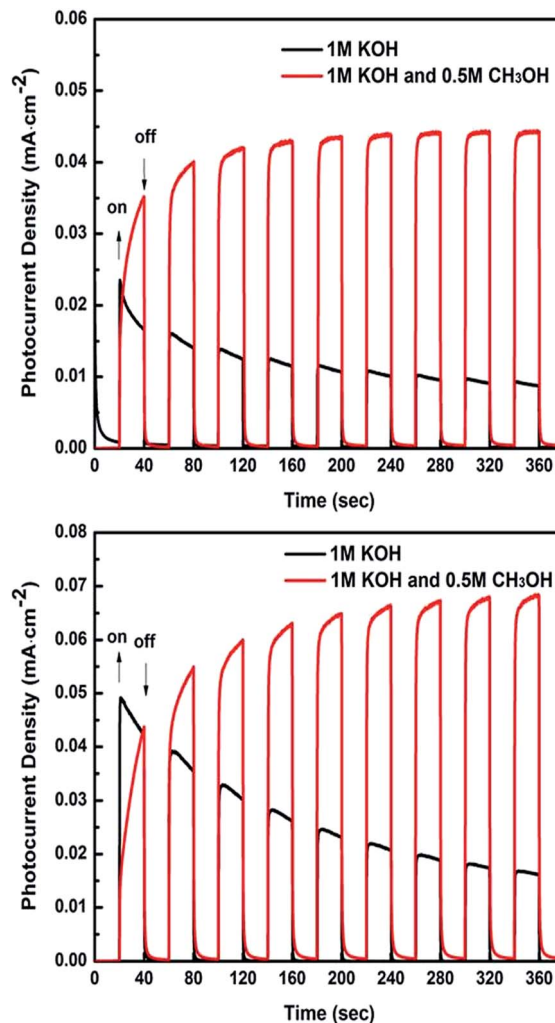 0.06
1M KOH
1M KOH and 0.5M CH₃OH
0.05
off
0.04
on
0.03
0.02
0.01
0.00
Photocurrent Density (mA·cm⁻²)
0 40 80 120 160 200 240 280 320 360
Time (sec)
0.08
1M KOH
1M KOH and 0.5M CH₃OH
0.07
on
off
0.06
0.05
0.04
0.03
0.02
0.01
0.00
Photocurrent Density (mA·cm⁻²)
0 40 80 120 160 200 240 280 320 360
Time (sec)